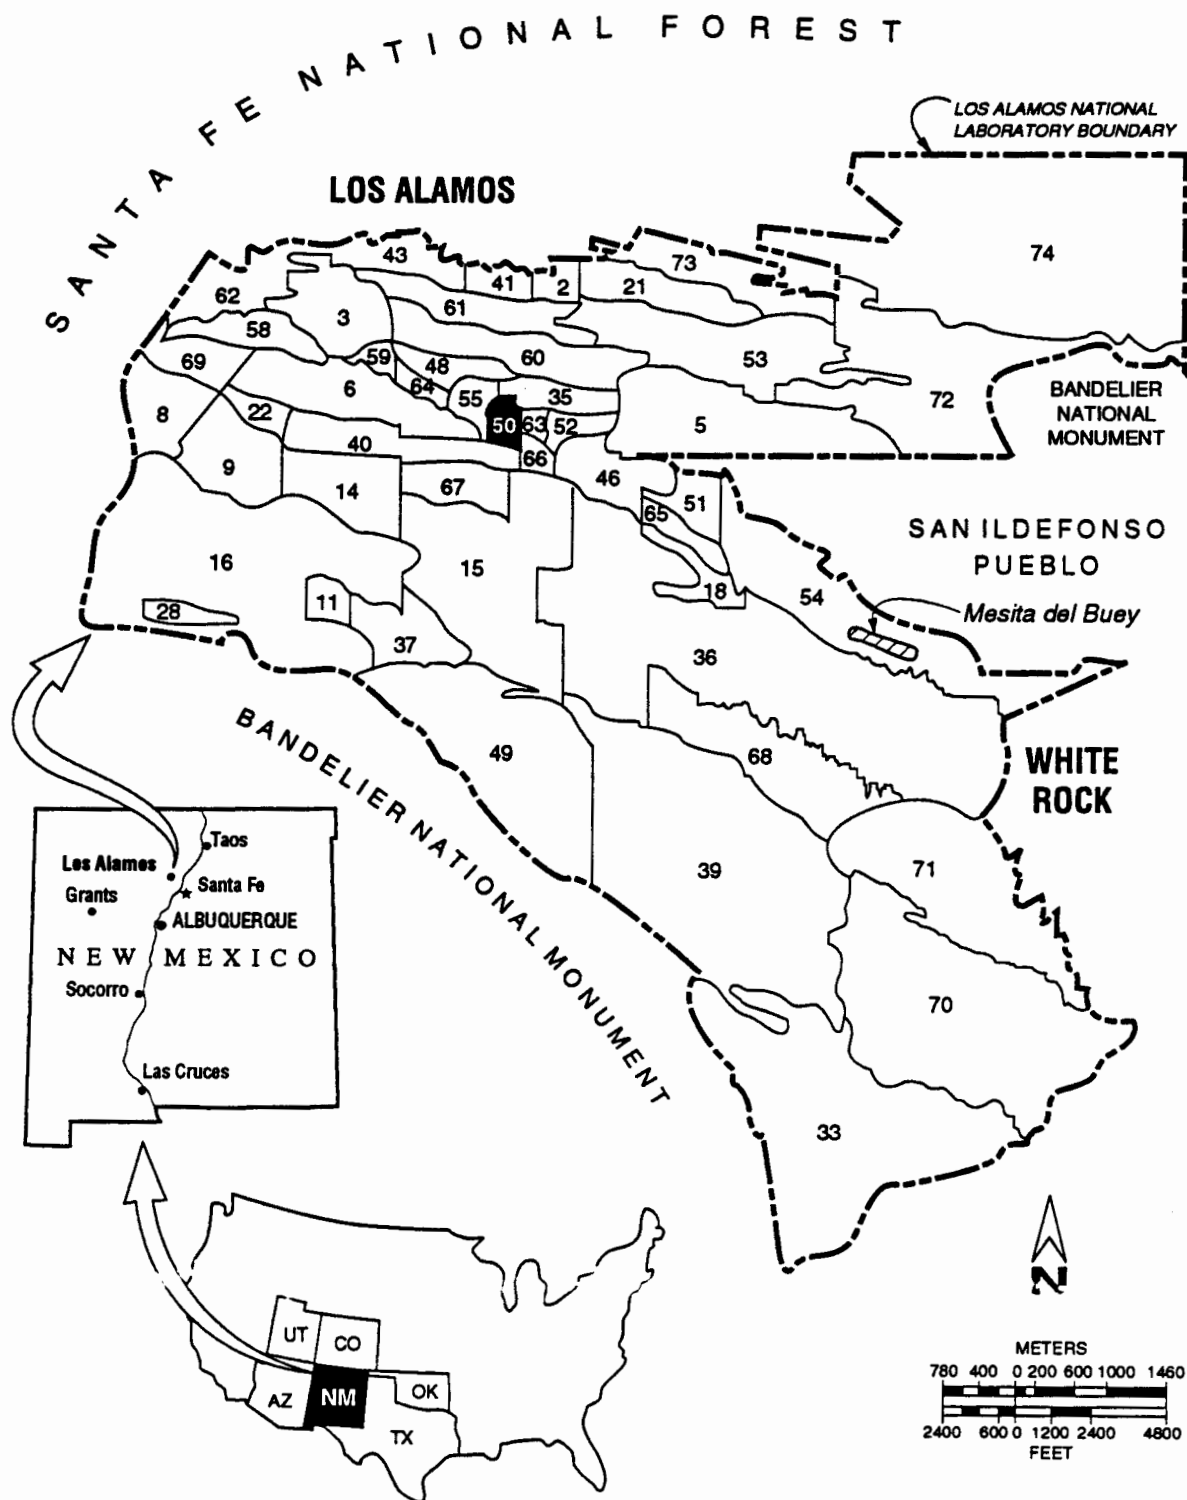 SANTA FE NATIONAL FOREST
LOS ALAMOS NATIONAL
LABORATORY BOUNDARY
LOS ALAMOS
74
73
43
41
2
21
62
61
3
58
53
60
59
48
69
64
6
55
35
72
BANDELIER
NATIONAL
MONUMENT
8
22
50
63
52
5
40
66
9
46
14
67
51
65
SAN ILDEFONSO
PUEBLO
16
15
18
54
11
28
Mesita del Buey
37
36
BANDELIER NATIONAL MONUMENT
49
68
WHITE
ROCK
39
71
70
33
Taos
Los Alamos
Santa Fe
Grants
ALBUQUERQUE
NEW MEXICO
Socorro
Las Cruces
UT
CO
AZ
NM
OK
TX
N
METERS
780 400 0 200 600 1000 1460
2400 600 0 1200 2400 4800
FEET